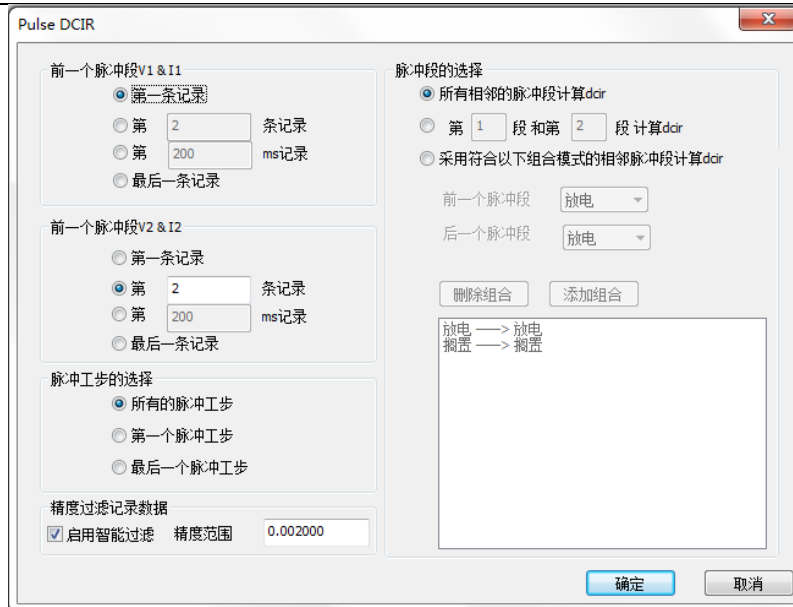 Pulse DCIR
前一个脉冲段V1 &I1
第一条记录
第 2 条记录
第 200 ms记录
最后一条记录
前一个脉冲段V2 &I2
第一条记录
第 2 条记录
第 200 ms记录
最后一条记录
脉冲工步的选择
所有的脉冲工步
第一个脉冲工步
最后一个脉冲工步
精度过滤记录数据
启用智能过滤 精度范围 0.002000
脉冲段的选择
所有相邻的脉冲段计算dcir
第 1 段 和第 2 段 计算dcir
采用符合以下组合模式的相邻脉冲段计算dcir
前一个脉冲段 放电
后一个脉冲段 放电
删除组合 添加组合
放电 ---> 放电
搁置 ---> 搁置
确定 取消